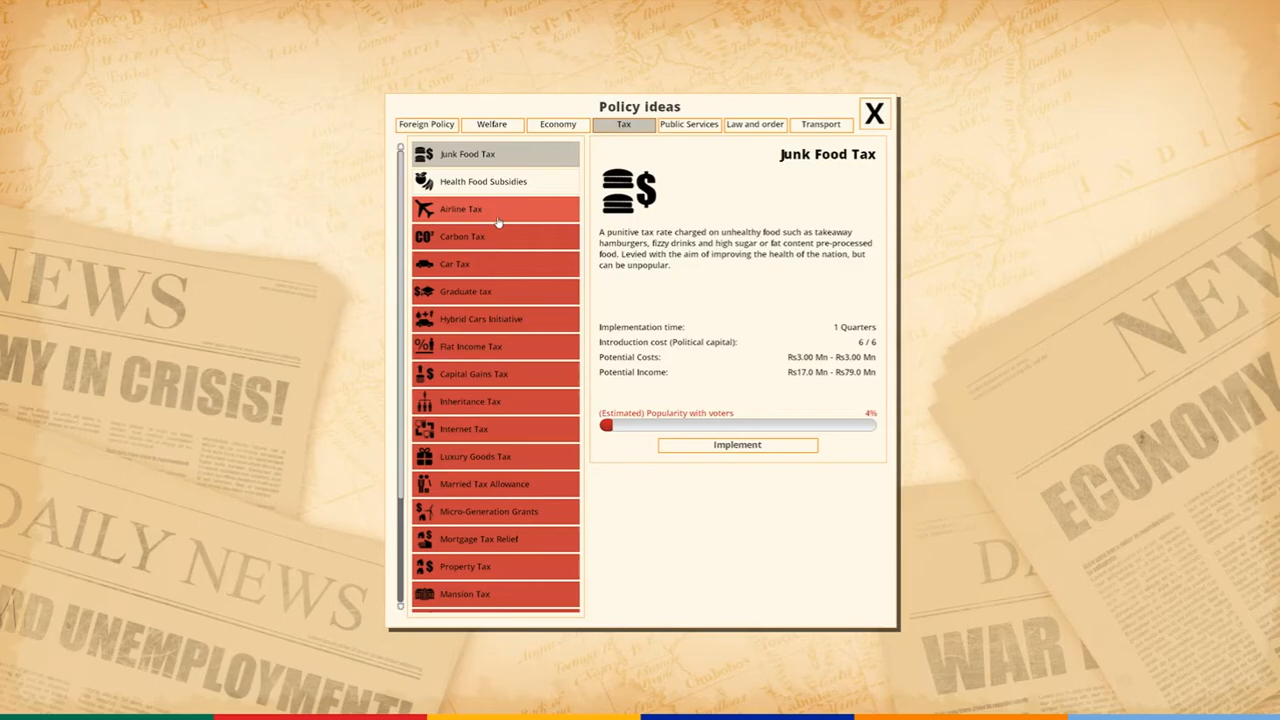 Policy ideas
X
Foreign Policy
Welfare
Economy
Tax
Public Services
Law and order
Transport
Junk Food Tax
Health Food Subsidies
Airline Tax
CO² Carbon Tax
Car Tax
Graduate tax
Hybrid Cars Initiative
Flat Income Tax
Capital Gains Tax
Inheritance Tax
Internet Tax
Luxury Goods Tax
Married Tax Allowance
Micro-Generation Grants
Mortgage Tax Relief
Property Tax
Mansion Tax
Junk Food Tax
A punitive tax rate charged on unhealthy food such as takeaway
hamburgers, fizzy drinks and high sugar or fat content pre-processed
food. Levied with the aim of improving the health of the nation, but
can be unpopular.
Implementation time: 1 Quarters
Introduction cost (Political capital): 6 / 6
Potential Costs: Rs3.00 Mn - Rs3.00 Mn
Potential Income: Rs17.0 Mn - Rs79.0 Mn
(Estimated) Popularity with voters 4%
Implement
NEWS
MY IN CRISIS!
DAILY NEWS
UNEMPLOYMENT!
NEW
ECONOMY
D
NEWS
WAR